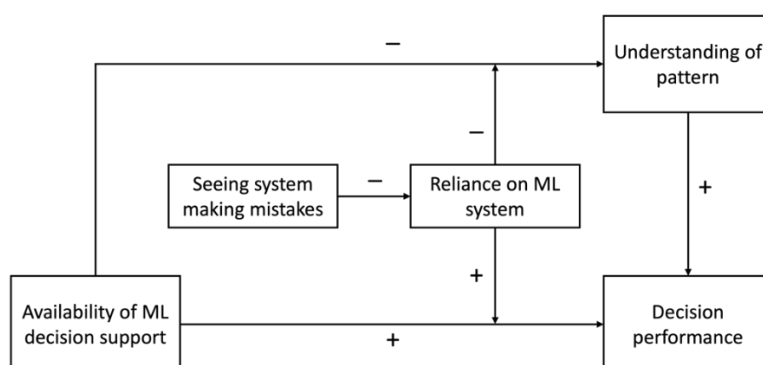 −
Understanding of
pattern
−
Seeing system
making mistakes
−
Reliance on ML
system
+
+
Availability of ML
decision support
+
Decision
performance